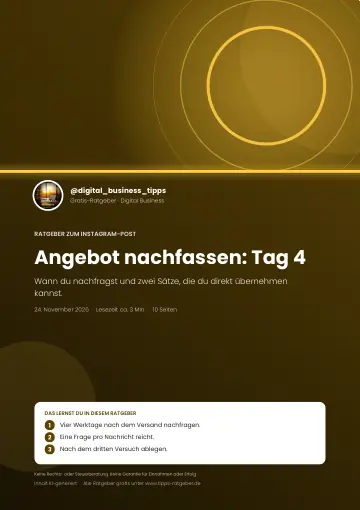 @digital_business_tipps
Gratis-Ratgeber · Digital Business
RATGEBER ZUM INSTAGRAM-POST
Angebot nachfassen: Tag 4
Wann du nachfragst und zwei Sätze, die du direkt übernehmen
kannst.
24. November 2026 Lesezeit ca. 3 Min 10 Seiten
DAS LERNST DU IN DIESEM RATGEBER
1 Vier Werktage nach dem Versand nachfragen.
2 Eine Frage pro Nachricht reicht.
3 Nach dem dritten Versuch ablegen.
Keine Rechts- oder Steuerberatung. Keine Garantie für Einnahmen oder Erfolg.
Inhalt KI-generiert · Alle Ratgeber gratis unter www.tipps-ratgeber.de